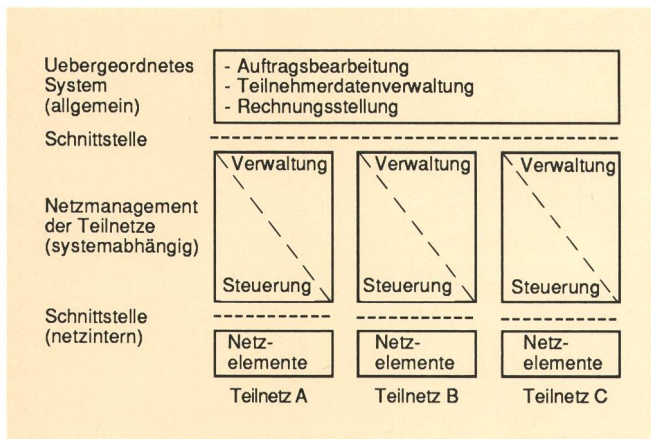 Uebergeordnetes
System
(allgemein)
- Auftragsbearbeitung
- Teilnehmerdatenverwaltung
- Rechnungsstellung
Schnittstelle
Netzmanagement
der Teilnetze
(systemabhängig)
Verwaltung
Steuerung
Verwaltung
Steuerung
Verwaltung
Steuerung
Schnittstelle
(netzintern)
Netz-
elemente
Netz-
elemente
Netz-
elemente
Teilnetz A
Teilnetz B
Teilnetz C